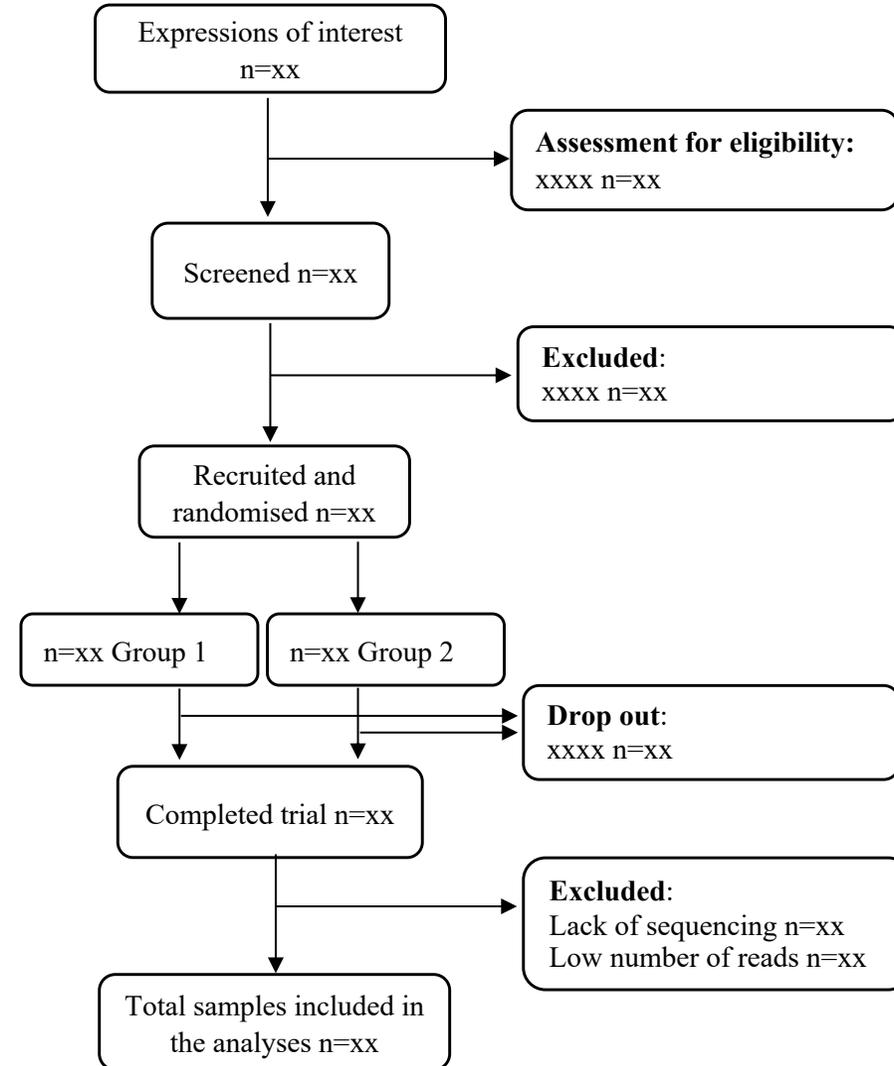 Expressions of interest
n=xx
Assessment for eligibility:
xxxx n=xx
Screened n=xx
Excluded:
xxxx n=xx
Recruited and
randomised n=xx
n=xx Group 1
n=xx Group 2
Drop out:
xxxx n=xx
Completed trial n=xx
Excluded:
Lack of sequencing n=xx
Low number of reads n=xx
Total samples included in
the analyses n=xx